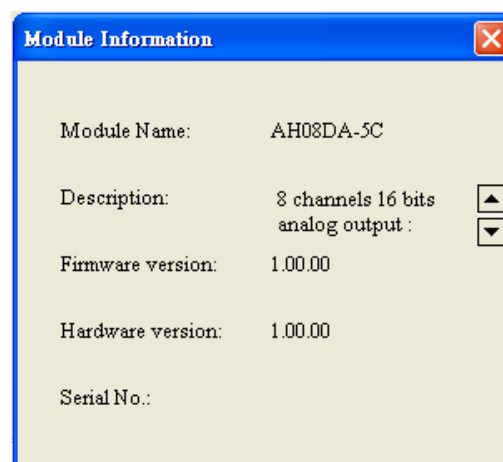 Module Information
Module Name: AH08DA-5C
Description: 8 channels 16 bits
analog output :
Firmware version: 1.00.00
Hardware version: 1.00.00
Serial No.: